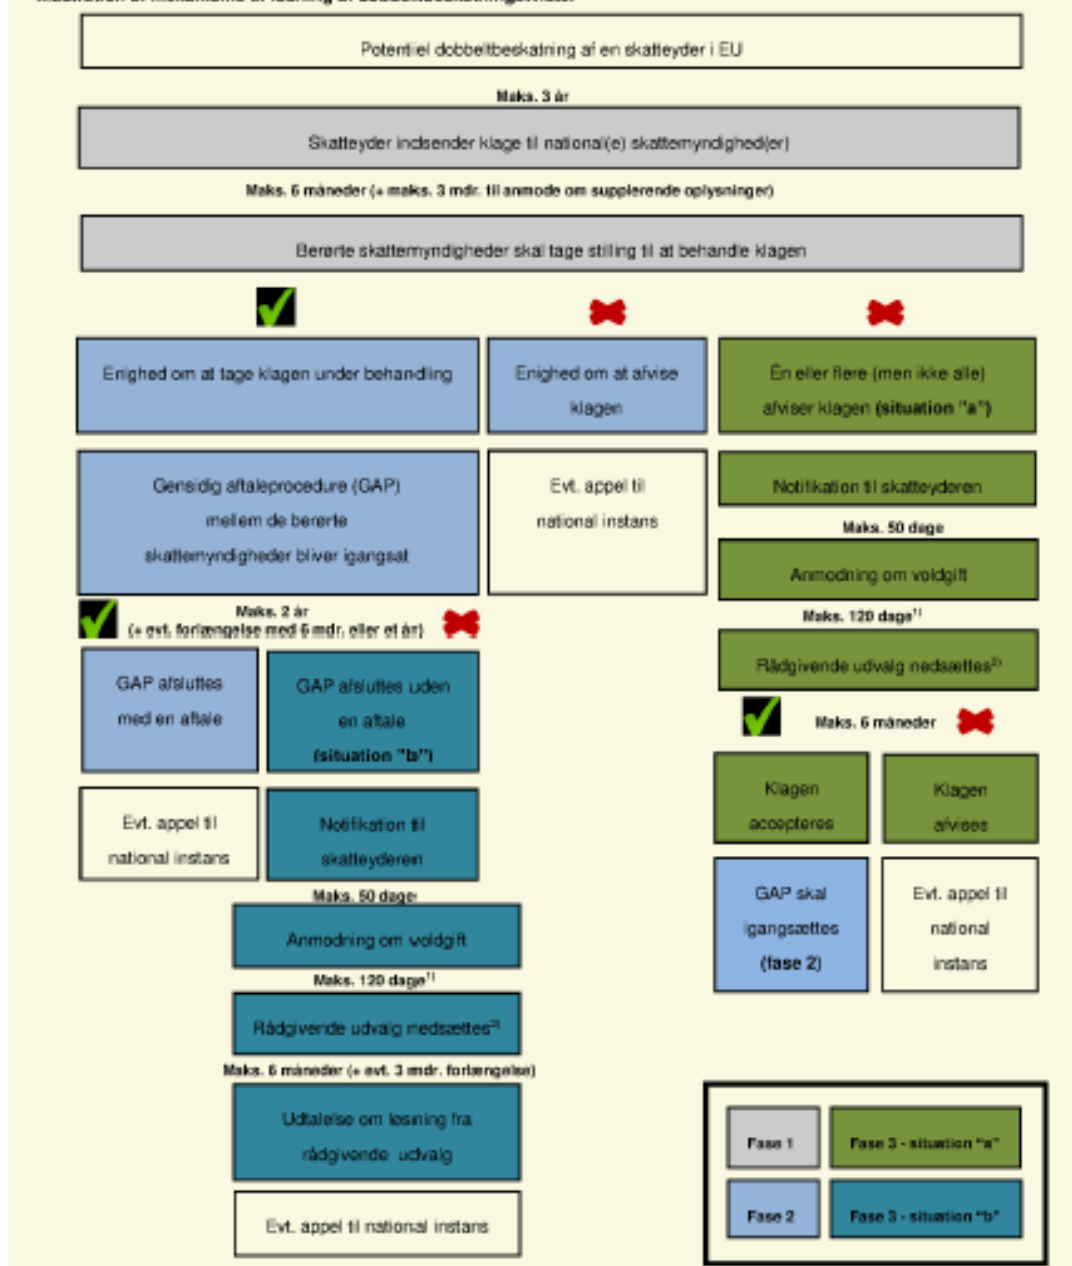 Potentiel dobbeltbeskatning af en skatteyder i EU
Maks. 3 år
Skatteyder indsender klage til national(e) skattemyndighed(er)
Maks. 6 måneder (+ maks. 3 mdr. til anmode om supplerende oplysninger)
Berørte skattemyndigheder skal tage stilling til at behandle klagen
Enighed om at tage klagen under behandling
Enighed om at afvise
klagen
Én eller flere (men ikke alle)
afviser klagen (situation "a")
Gensidig aftaleprocedure (GAP)
mellem de berørte
skattemyndigheder bliver igangsat
Evt. appel til
national instans
Notifikation til skatteyderen
Maks. 50 dage
Anmodning om voldgift
Maks. 120 dage¹⁾
Rådgivende udvalg nedsættes²⁾
Maks. 2 år
(+ evt. forlængelse med 6 mdr. eller et år)
GAP afsluttes
med en aftale
GAP afsluttes uden
en aftale
(situation "b")
Maks. 6 måneder
Klagen
accepteres
Klagen
afvises
Evt. appel til
national instans
Notifikation til
skatteyderen
GAP skal
igangsættes
(fase 2)
Evt. appel til
national
instans
Maks. 50 dage
Anmodning om voldgift
Maks. 120 dage¹⁾
Rådgivende udvalg nedsættes²⁾
Maks. 6 måneder (+ evt. 3 mdr. forlængelse)
Udtalelse om løsning fra
rådgivende udvalg
Evt. appel til national instans
Fase 1
Fase 3 - situation "a"
Fase 2
Fase 3 - situation "b"